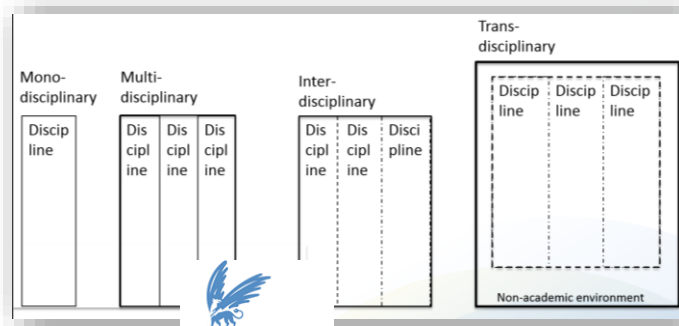 Mono-
disciplinary
Discip
line
Multi-
disciplinary
Dis
cipl
ine
Dis
cipl
ine
Dis
cipl
ine
Inter-
disciplinary
Dis
cipl
ine
Dis
cipl
ine
Disci
pline
Trans-
disciplinary
Discip
line
Discip
line
Discip
line
Non-academic environment